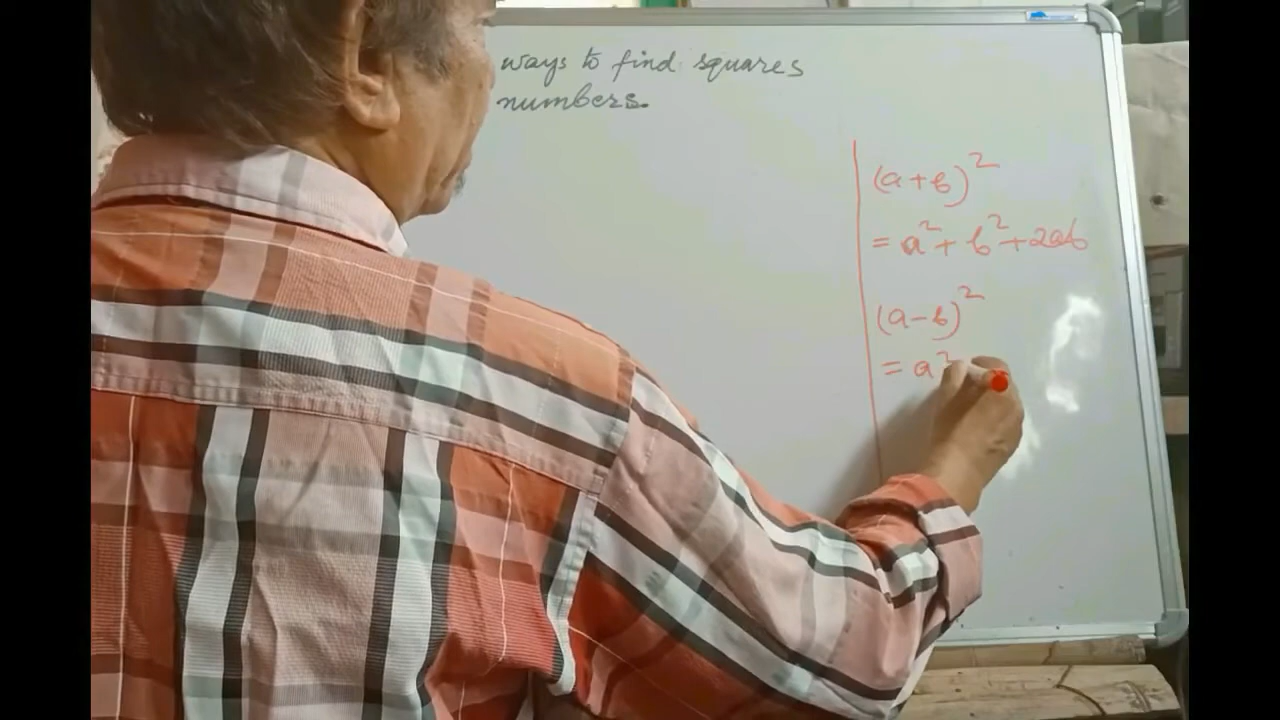 ways to find squares
numbers.
(a+b)²
= a²+b²+2ab
(a-b)²
= a²